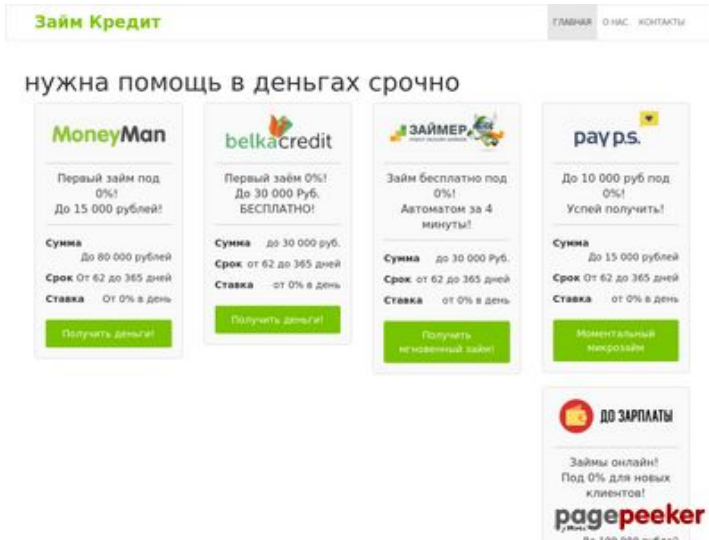 Займ Кредит
ГЛАВНАЯ О НАС КОНТАКТЫ
нужна помощь в деньгах срочно
MoneyMan
Первый займ под
0%!
До 15 000 рублей!
Сумма
До 80 000 рублей
Срок От 62 до 365 дней
Ставка От 0% в день
Получить деньги!
belkacredit
Первый заём 0%!
До 30 000 Руб.
БЕСПЛАТНО!
Сумма до 30 000 руб.
Срок от 62 до 365 дней
Ставка от 0% в день
Получить деньги!
ЗАЙМЕР
Займ бесплатно под
0%!
Автоматом за 4
минуты!
Сумма до 30 000 Руб.
Срок от 62 до 365 дней
Ставка от 0% в день
Получить
мгновенный займ!
pay p.s.
До 10 000 руб под
0%!
Успей получить!
Сумма
До 15 000 рублей
Срок От 62 до 365 дней
Ставка от 0% в день
Моментальный
микрозайм
ДО ЗАРПЛАТЫ
Займы онлайн!
Под 0% для новых
клиентов!
pagepeeker
До 100 000 рублей